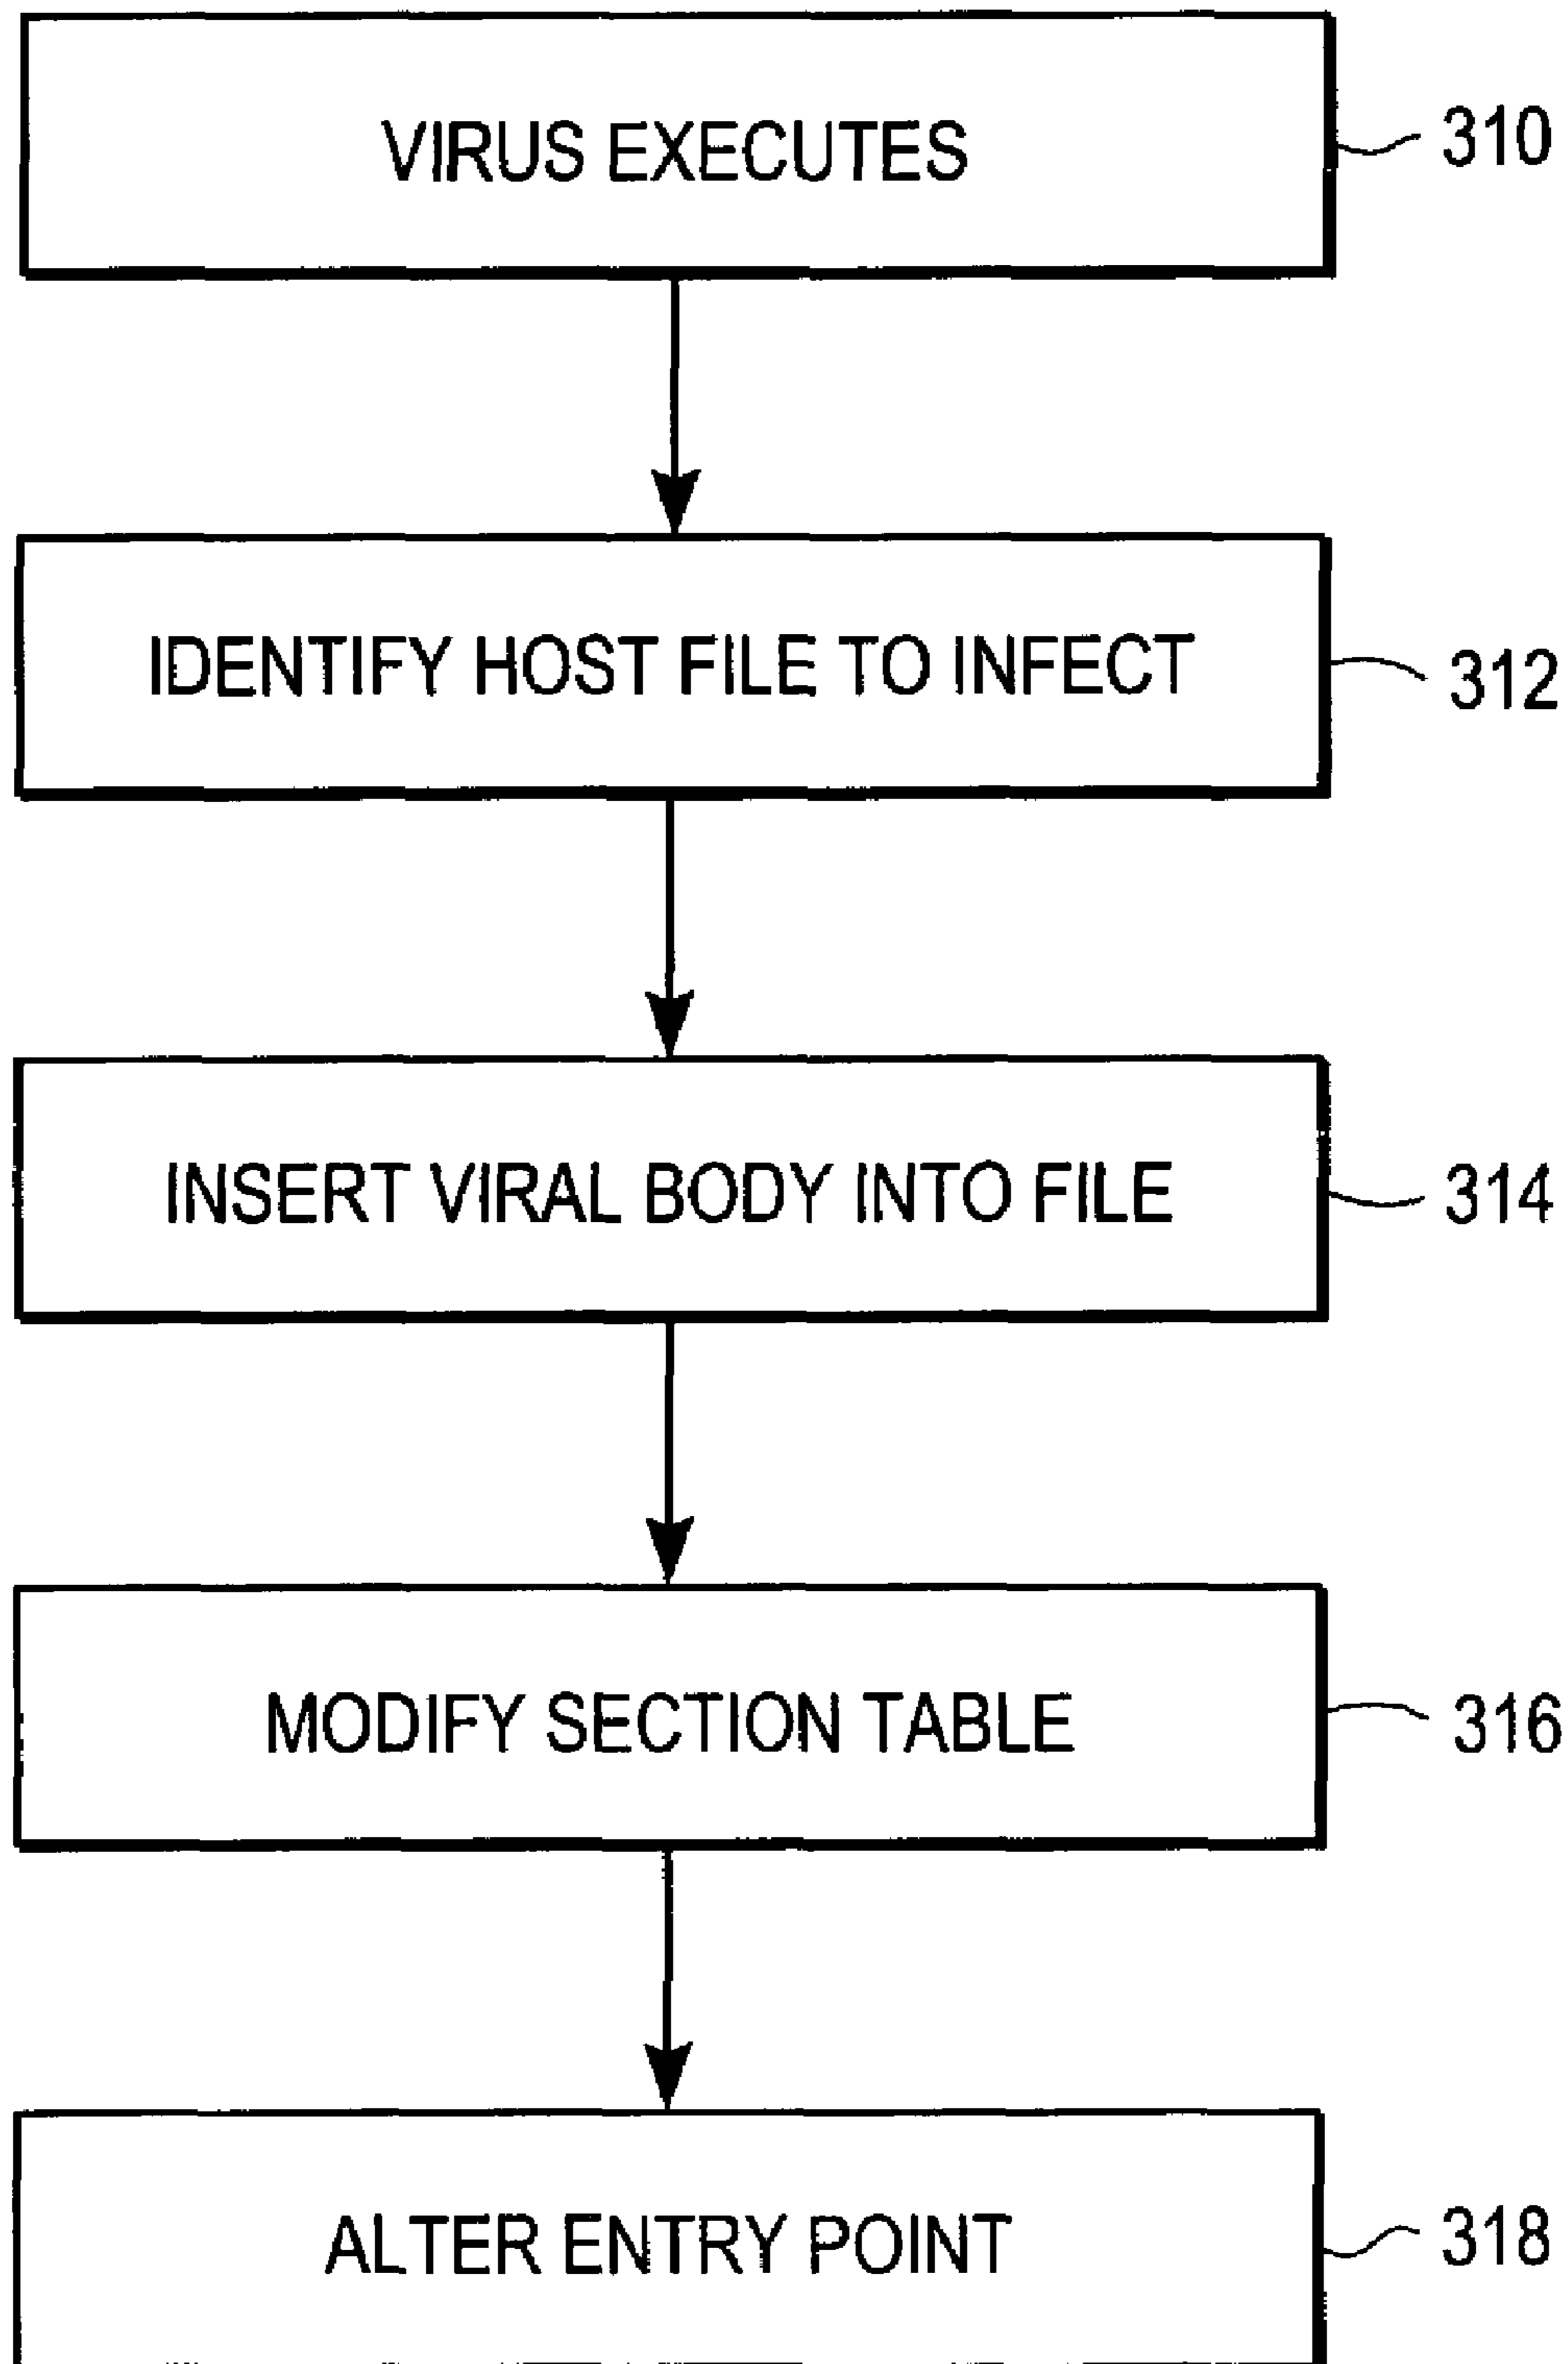 VIRUS EXECUTES 310
IDENTIFY HOST FILE TO INFECT 312
INSERT VIRAL BODY INTO FILE 314
MODIFY SECTION TABLE 316
ALTER ENTRY POINT 318